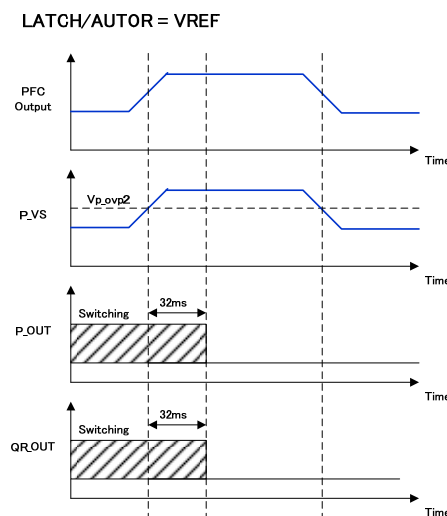 LATCH/AUTOR = VREF
PFC
Output
Time
Vp_ovp2
P_VS
Time
Switching
32ms
P_OUT
Time
Switching
32ms
QR_OUT
Time